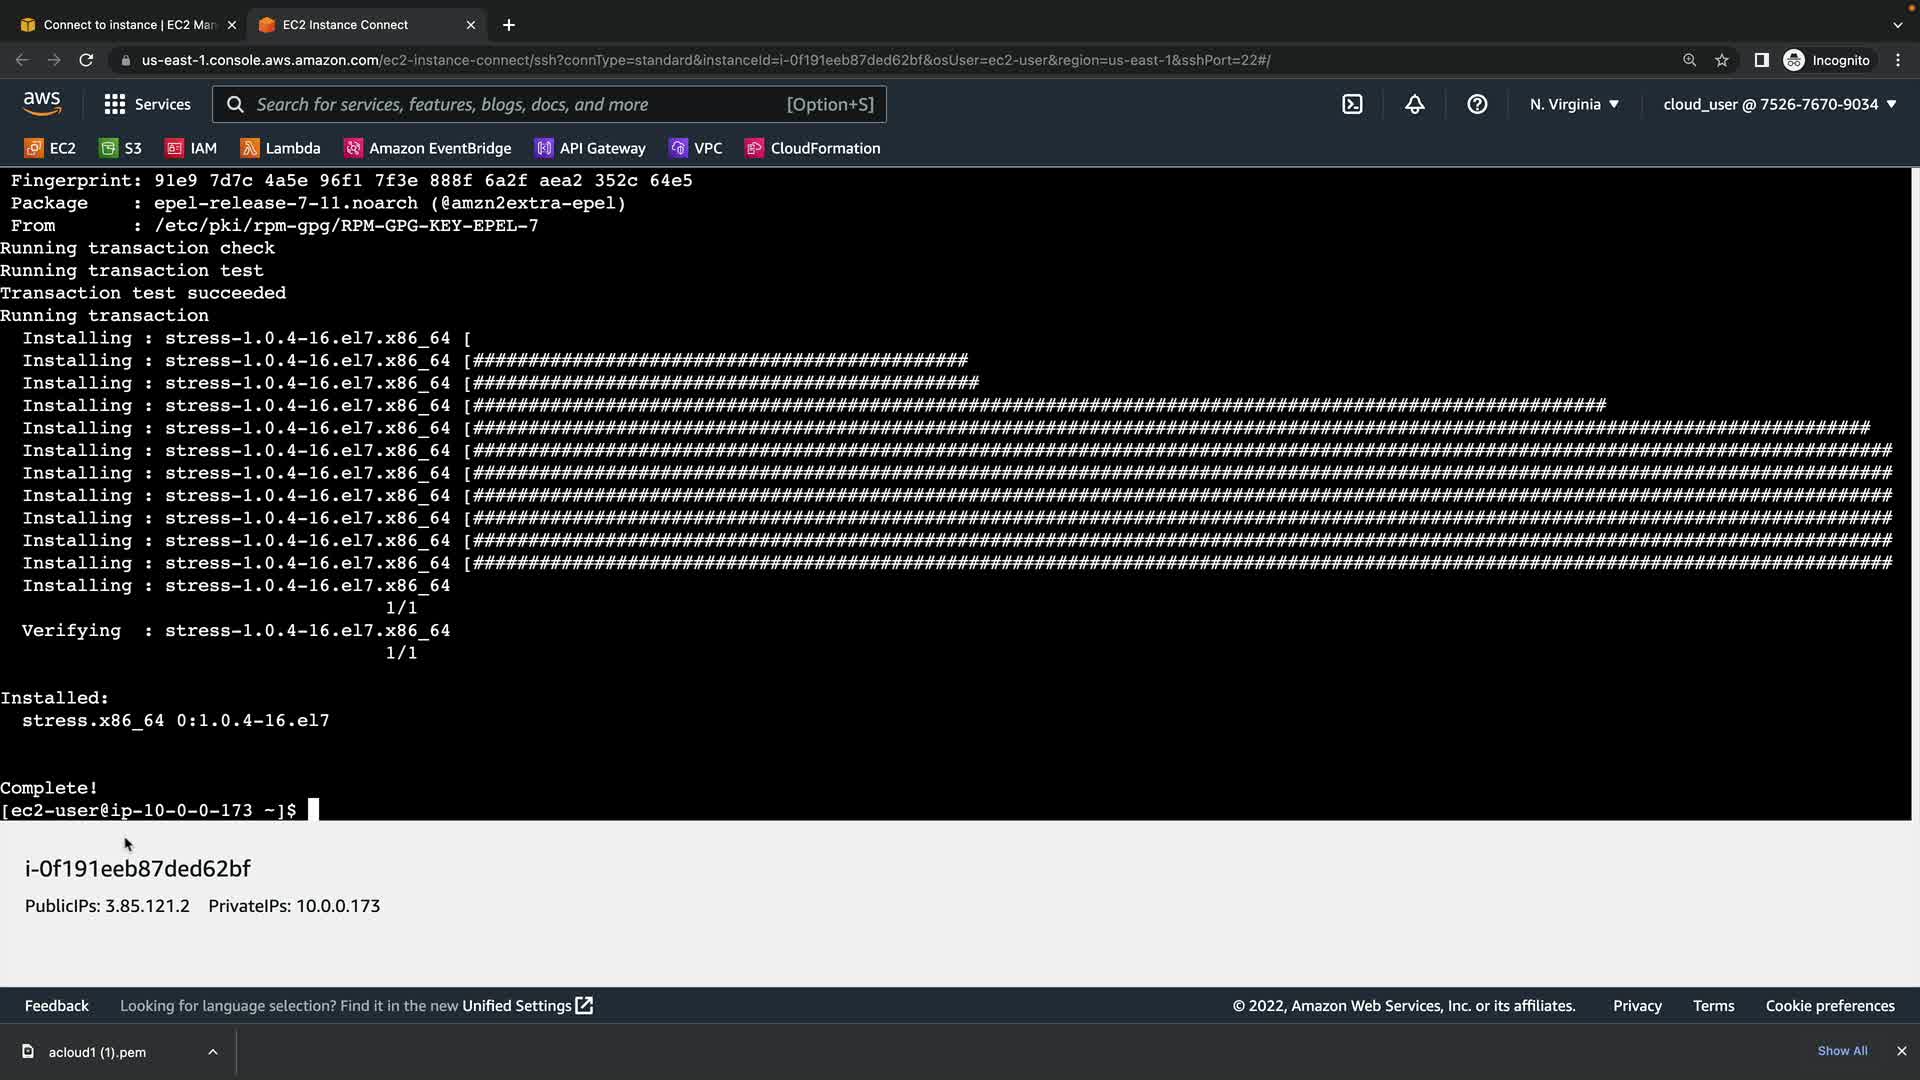 Connect to instance | EC2 Man
EC2 Instance Connect
us-east-1.console.aws.amazon.com/ec2-instance-connect/ssh?connType=standard&instanceId=i-0f191eeb87ded62bf&osUser=ec2-user&region=us-east-1&sshPort=22#/
Incognito
aws
Services
Search for services, features, blogs, docs, and more
[Option+S]
N. Virginia
cloud_user @ 7526-7670-9034
EC2
S3
IAM
Lambda
Amazon EventBridge
API Gateway
VPC
CloudFormation
Fingerprint: 91e9 7d7c 4a5e 96f1 7f3e 888f 6a2f aea2 352c 64e5
Package    : epel-release-7-11.noarch (@amzn2extra-epel)
From       : /etc/pki/rpm-gpg/RPM-GPG-KEY-EPEL-7
Running transaction check
Running transaction test
Transaction test succeeded
Running transaction
Installing : stress-1.0.4-16.el7.x86_64 [
Installing : stress-1.0.4-16.el7.x86_64 [#############################################
Installing : stress-1.0.4-16.el7.x86_64 [##############################################
Installing : stress-1.0.4-16.el7.x86_64 [#######################################################################################################
Installing : stress-1.0.4-16.el7.x86_64 [###############################################################################################################################
Installing : stress-1.0.4-16.el7.x86_64 [#################################################################################################################################
Installing : stress-1.0.4-16.el7.x86_64 [#################################################################################################################################
Installing : stress-1.0.4-16.el7.x86_64 [#################################################################################################################################
Installing : stress-1.0.4-16.el7.x86_64 [#################################################################################################################################
Installing : stress-1.0.4-16.el7.x86_64 [#################################################################################################################################
Installing : stress-1.0.4-16.el7.x86_64 [#################################################################################################################################
Installing : stress-1.0.4-16.el7.x86_64
1/1
Verifying  : stress-1.0.4-16.el7.x86_64
1/1
Installed:
stress.x86_64 0:1.0.4-16.el7
Complete!
[ec2-user@ip-10-0-0-173 ~]$
i-0f191eeb87ded62bf
PublicIPs: 3.85.121.2    PrivateIPs: 10.0.0.173
Feedback
Looking for language selection? Find it in the new Unified Settings
© 2022, Amazon Web Services, Inc. or its affiliates.
Privacy
Terms
Cookie preferences
acloud1 (1).pem
Show All